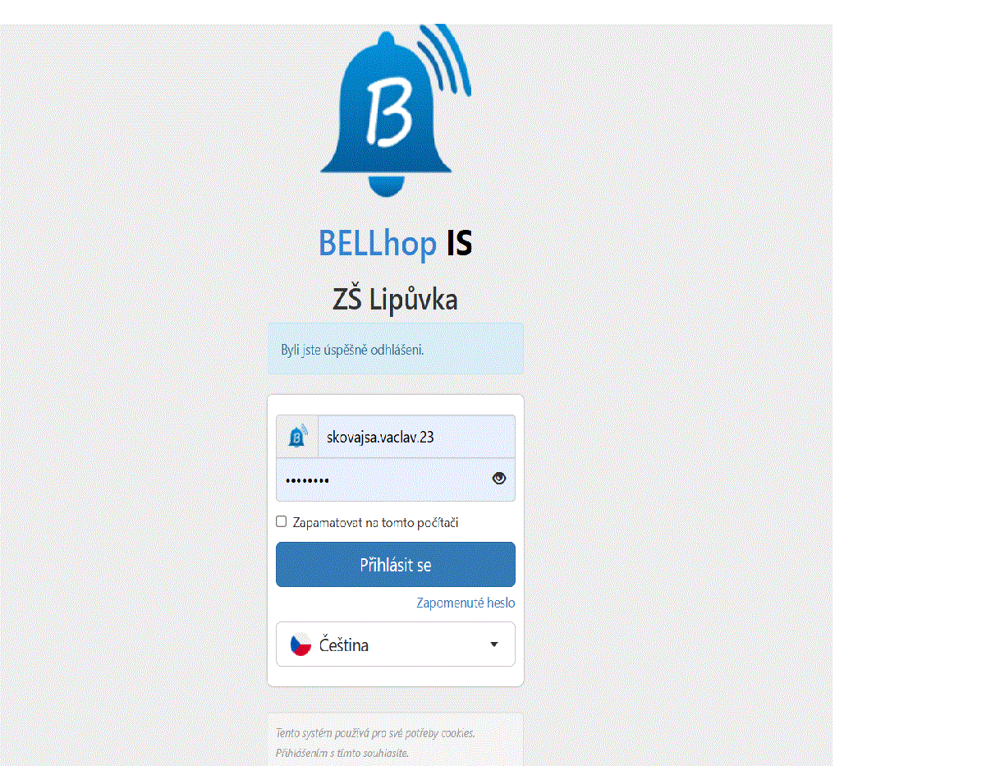 B
BELLhop IS
ZŠ Lipůvka
Byli jste úspěšně odhlášeni.
B skovajsa.vaclav.23
••••••••
Zapamatovat na tomto počítači
Přihlásit se
Zapomenuté heslo
Čeština
Tento systém používá pro své potřeby cookies.
Přihlášením s tímto souhlasíte.